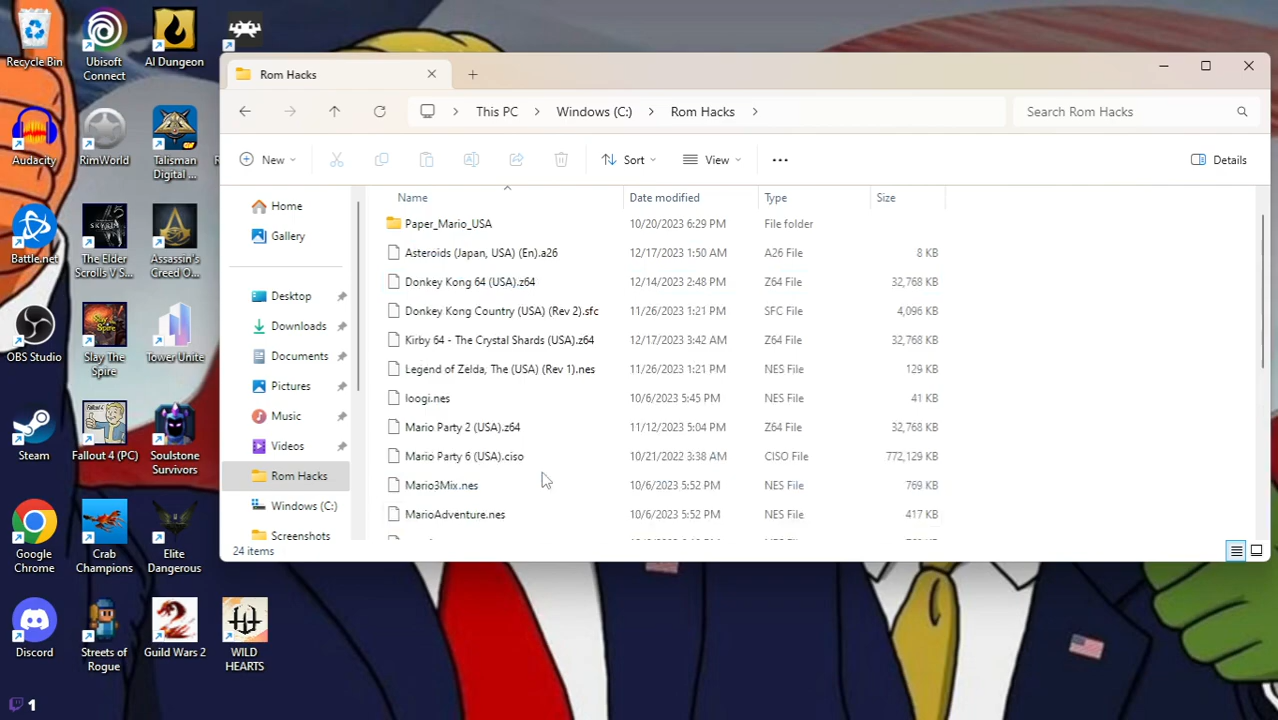 Recycle Bin
Ubisoft
Connect
AI Dungeon
Audacity
RimWorld
Talisman
Digital ...
Battle.net
The Elder
Scrolls V S...
Assassin's
Creed O...
OBS Studio
Slay The
Spire
Tower Unite
Steam
Fallout 4 (PC)
Soulstone
Survivors
Google
Chrome
Crab
Champions
Elite
Dangerous
Discord
Streets of
Rogue
Guild Wars 2
WILD
HEARTS
1
Rom Hacks
This PC > Windows (C:) > Rom Hacks >
Search Rom Hacks
New
Sort
View
Details
Home
Gallery
Desktop
Downloads
Documents
Pictures
Music
Videos
Rom Hacks
Windows (C:)
Screenshots
Name Date modified Type Size
Paper_Mario_USA 10/20/2023 6:29 PM File folder
Asteroids (Japan, USA) (En).a26 12/17/2023 1:50 AM A26 File 8 KB
Donkey Kong 64 (USA).z64 12/14/2023 2:48 PM Z64 File 32,768 KB
Donkey Kong Country (USA) (Rev 2).sfc 11/26/2023 1:21 PM SFC File 4,096 KB
Kirby 64 - The Crystal Shards (USA).z64 12/17/2023 3:42 AM Z64 File 32,768 KB
Legend of Zelda, The (USA) (Rev 1).nes 11/26/2023 1:21 PM NES File 129 KB
loogi.nes 10/6/2023 5:45 PM NES File 41 KB
Mario Party 2 (USA).z64 11/12/2023 5:04 PM Z64 File 32,768 KB
Mario Party 6 (USA).ciso 10/21/2022 3:38 AM CISO File 772,129 KB
Mario3Mix.nes 10/6/2023 5:52 PM NES File 769 KB
MarioAdventure.nes 10/6/2023 5:52 PM NES File 417 KB
24 items